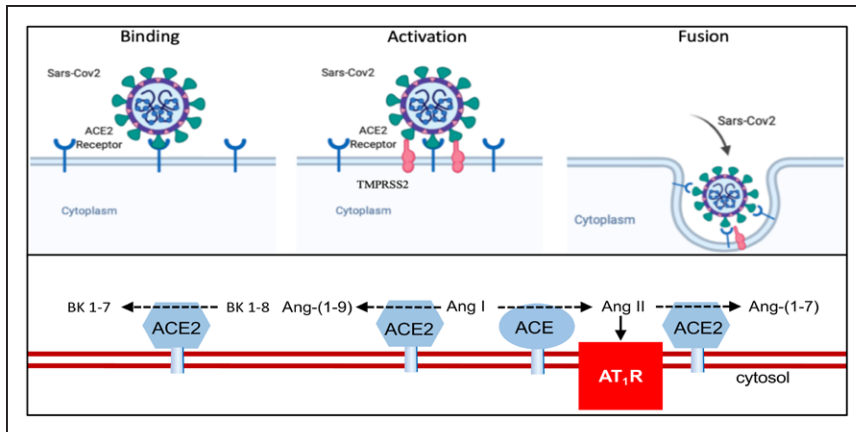 Binding
Activation
Fusion
Sars-Cov2
ACE2
Receptor
Cytoplasm
Sars-Cov2
ACE2
Receptor
TMPRSS2
Cytoplasm
Sars-Cov2
Cytoplasm
BK 1-7 BK 1-8 Ang-(1-9) Ang I Ang II Ang-(1-7)
ACE2 ACE2 ACE ACE2
AT₁R
cytosol